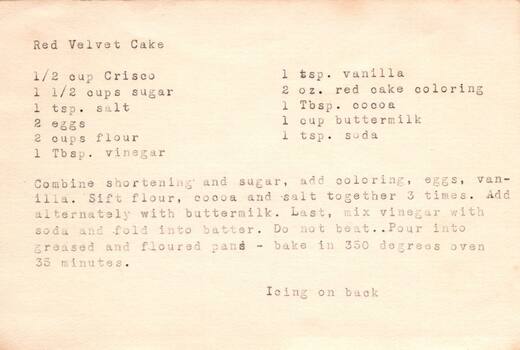 Red Velvet Cake
1/2 cup Crisco
1 1/2 cups sugar
1 tsp. salt
2 eggs
2 cups flour
1 Tbsp. vinegar
1 tsp. vanilla
2 oz. red cake coloring
1 Tbsp. cocoa
1 cup buttermilk
1 tsp. soda
Combine shortening and sugar, add coloring, eggs, van-
illa. Sift flour, cocoa and salt together 3 times. Add
alternately with buttermilk. Last, mix vinegar with
soda and fold into batter. Do not beat..Pour into
greased and floured pans - bake in 350 degrees oven
35 minutes.
Icing on back